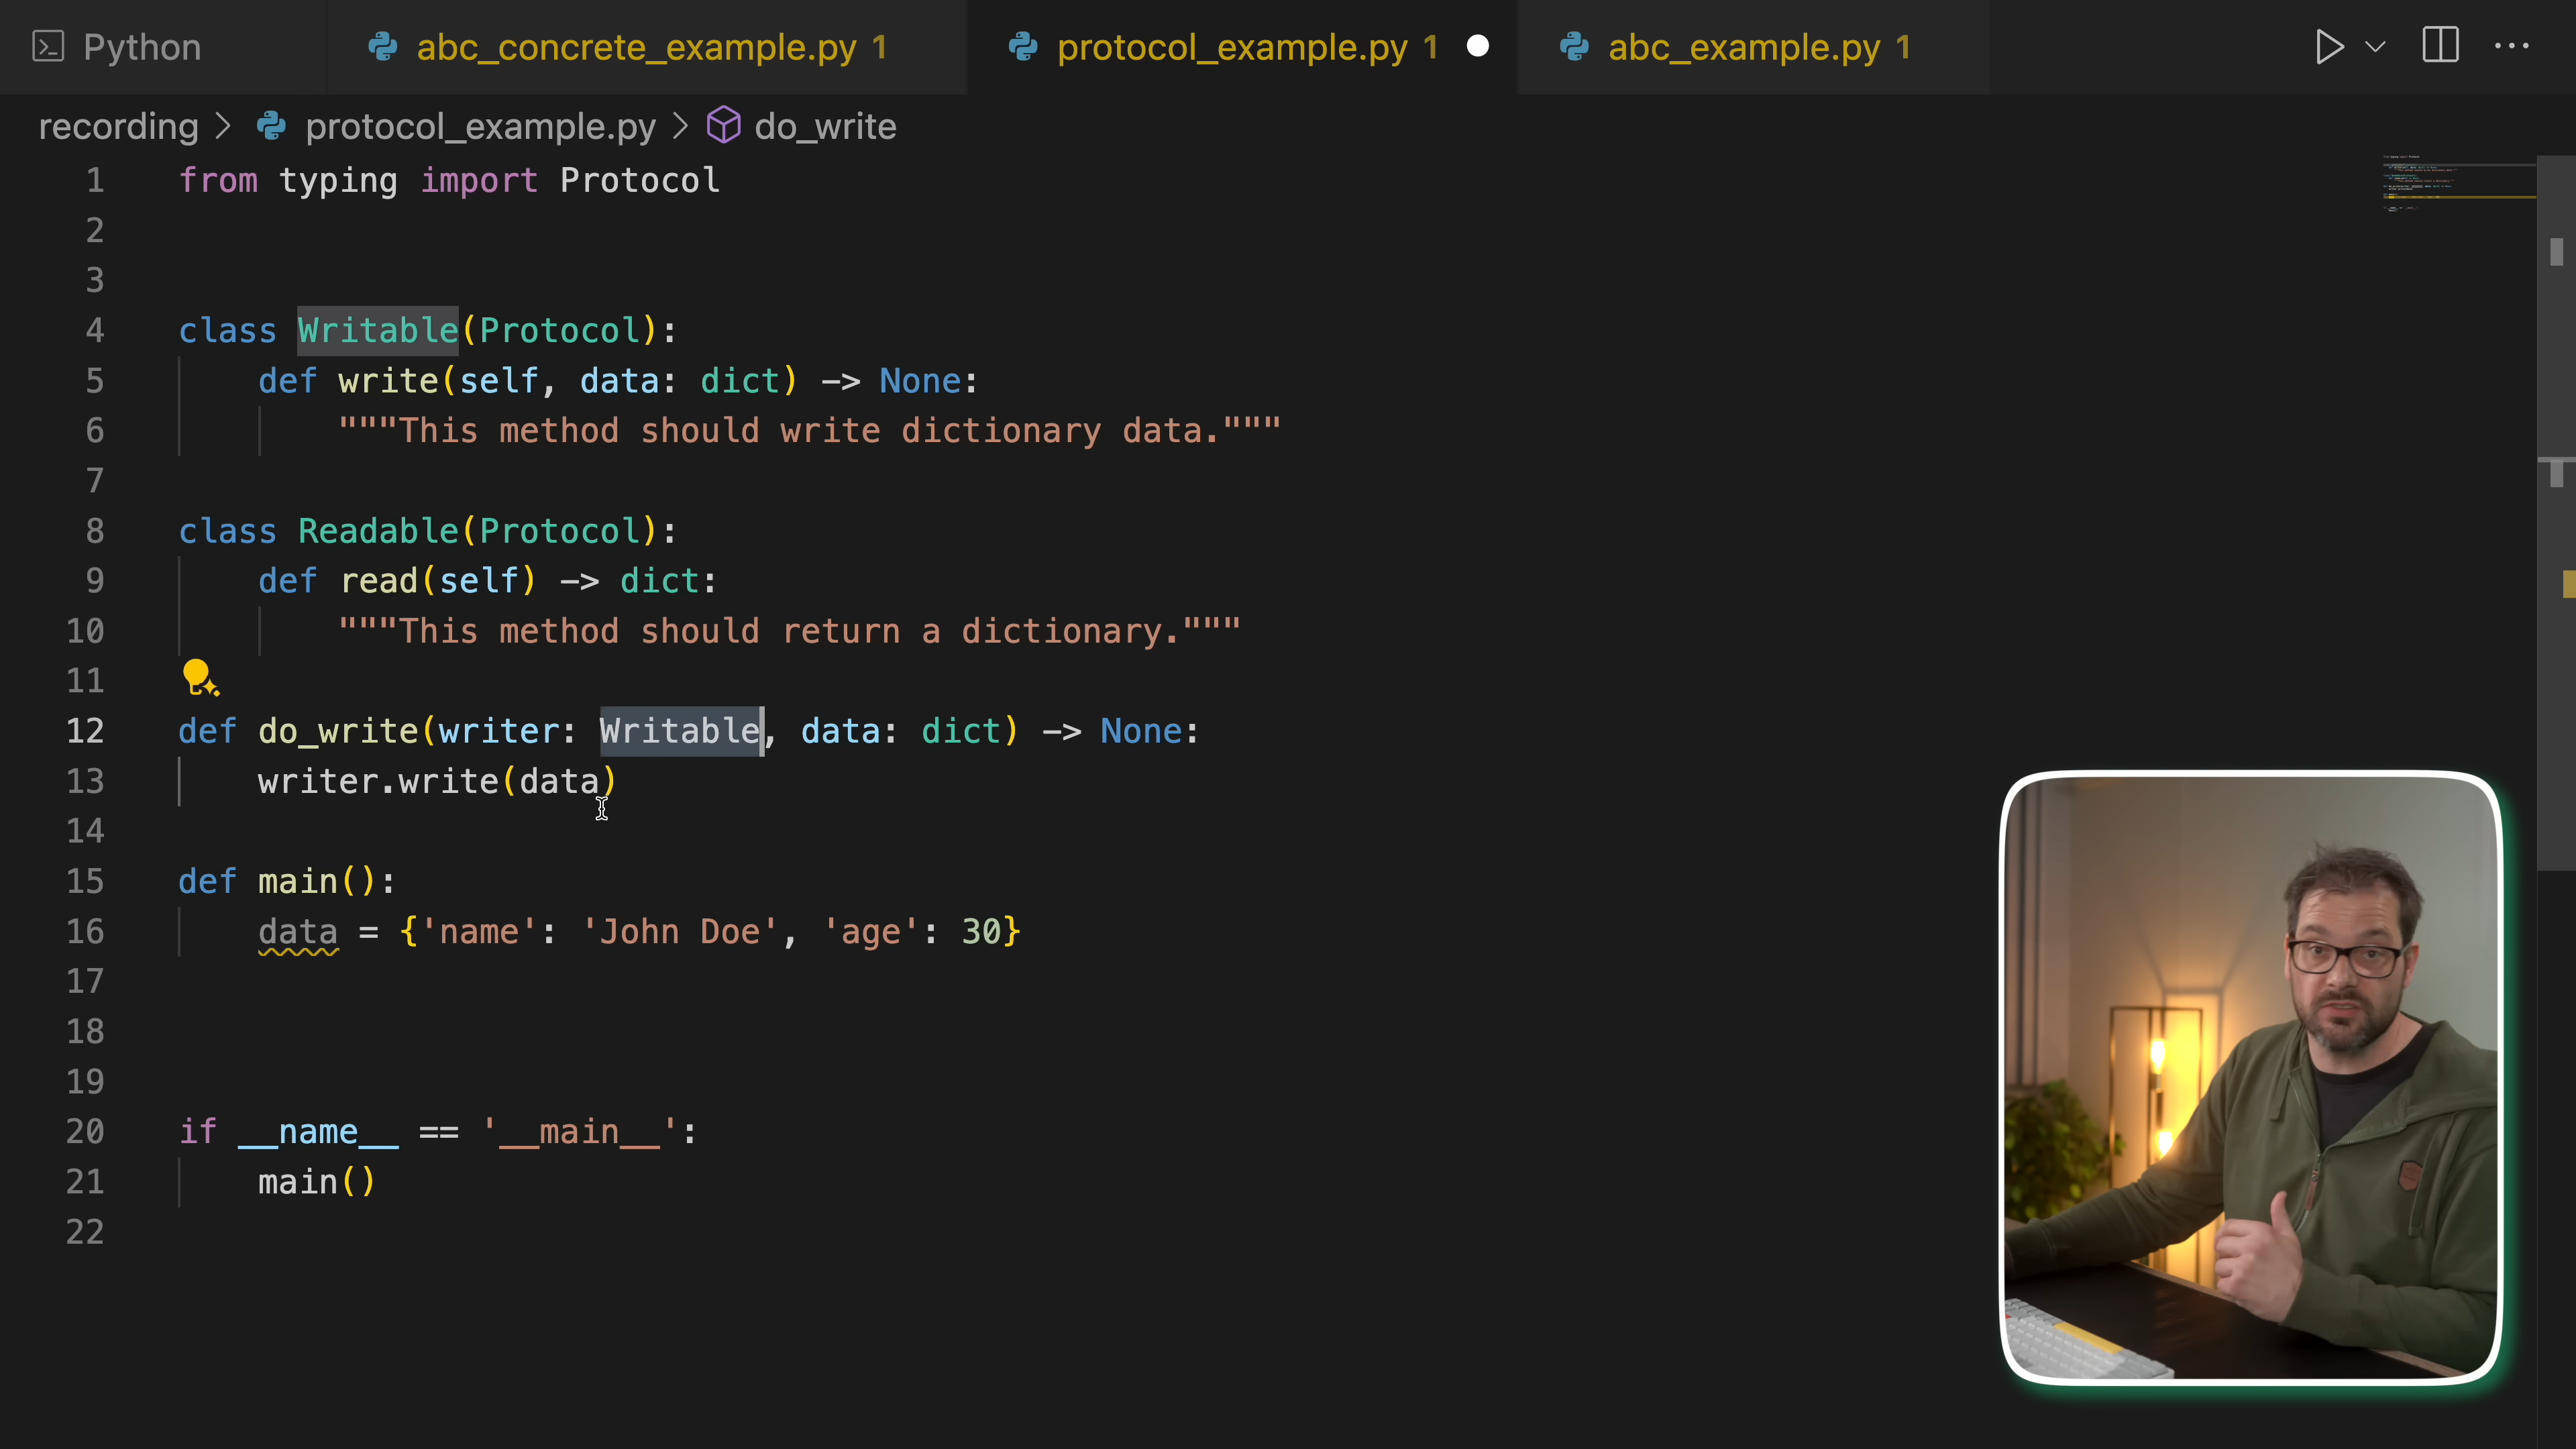 Python
abc_concrete_example.py 1
protocol_example.py 1
abc_example.py 1
recording > protocol_example.py > do_write
1 from typing import Protocol
2
3
4 class Writable(Protocol):
5 def write(self, data: dict) -> None:
6 """This method should write dictionary data."""
7
8 class Readable(Protocol):
9 def read(self) -> dict:
10 """This method should return a dictionary."""
11
12 def do_write(writer: Writable, data: dict) -> None:
13 writer.write(data)
14
15 def main():
16 data = {'name': 'John Doe', 'age': 30}
17
18
19
20 if __name__ == '__main__':
21 main()
22